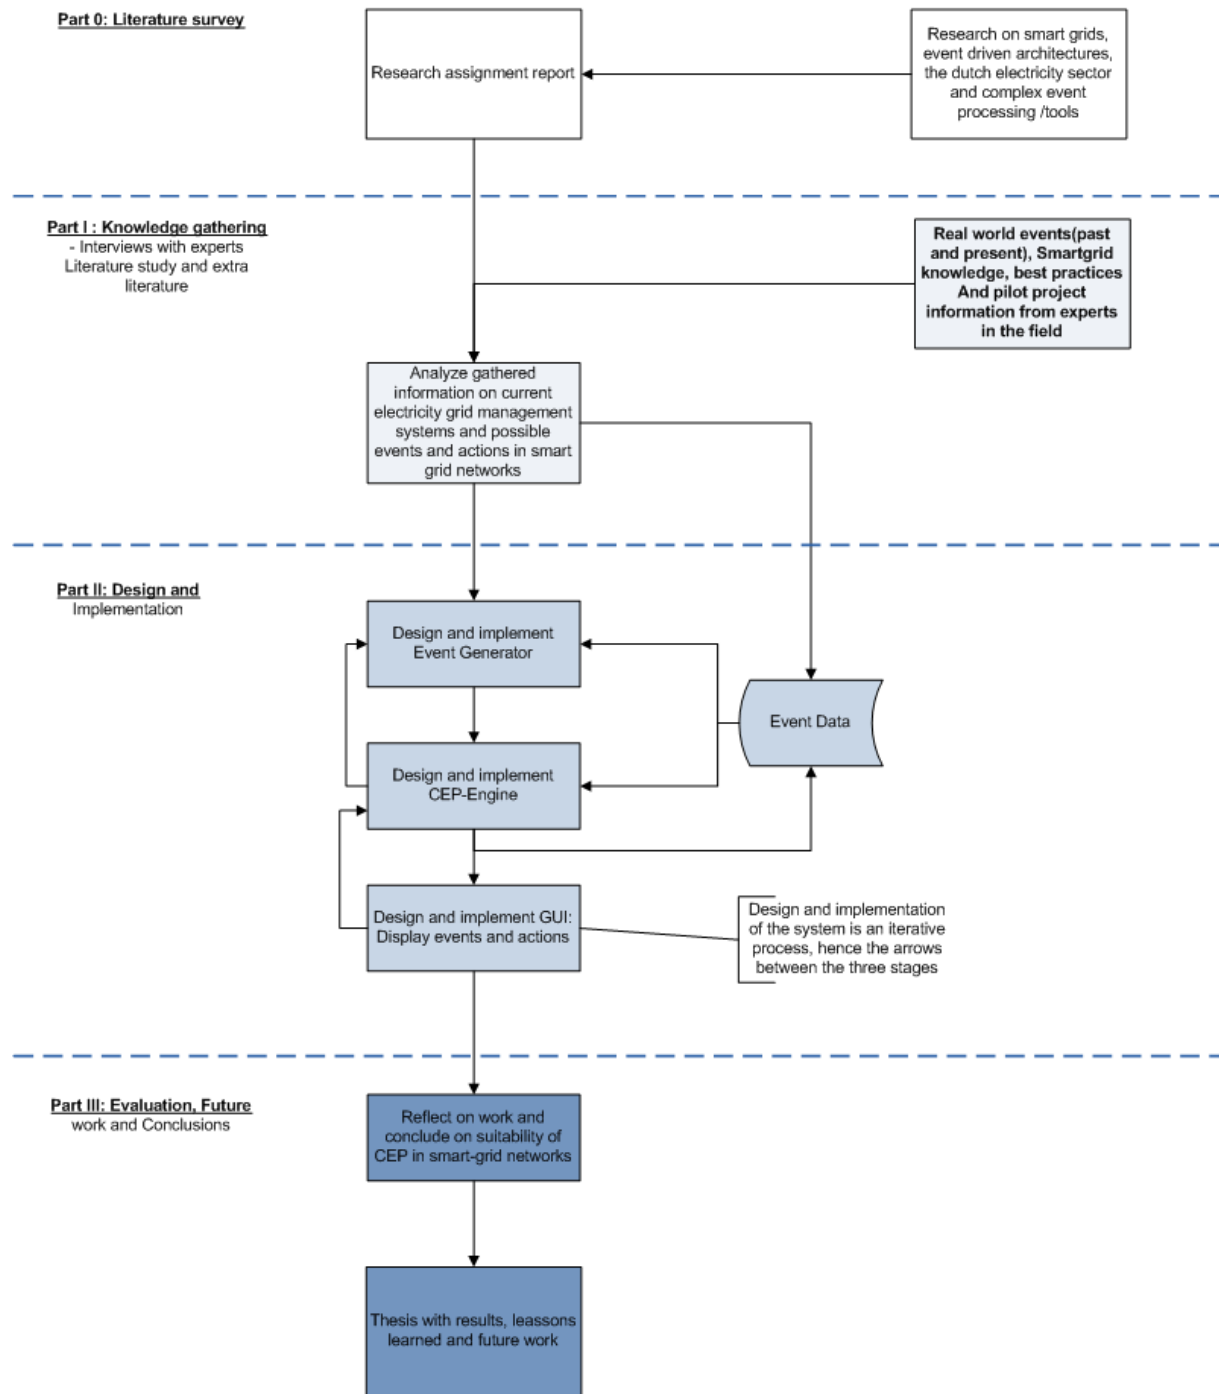 Part 0: Literature survey
Research assignment report
Research on smart grids,
event driven architectures,
the dutch electricity sector
and complex event
processing /tools
Part I : Knowledge gathering
- Interviews with experts
Literature study and extra
literature
Real world events(past
and present), Smartgrid
knowledge, best practices
And pilot project
information from experts
in the field
Analyze gathered
information on current
electricity grid management
systems and possible
events and actions in smart
grid networks
Part II: Design and
Implementation
Design and implement
Event Generator
Event Data
Design and implement
CEP-Engine
Design and implement GUI:
Display events and actions
Design and implementation
of the system is an iterative
process, hence the arrows
between the three stages
Part III: Evaluation, Future
work and Conclusions
Reflect on work and
conclude on suitability of
CEP in smart-grid networks
Thesis with results, leassons
learned and future work